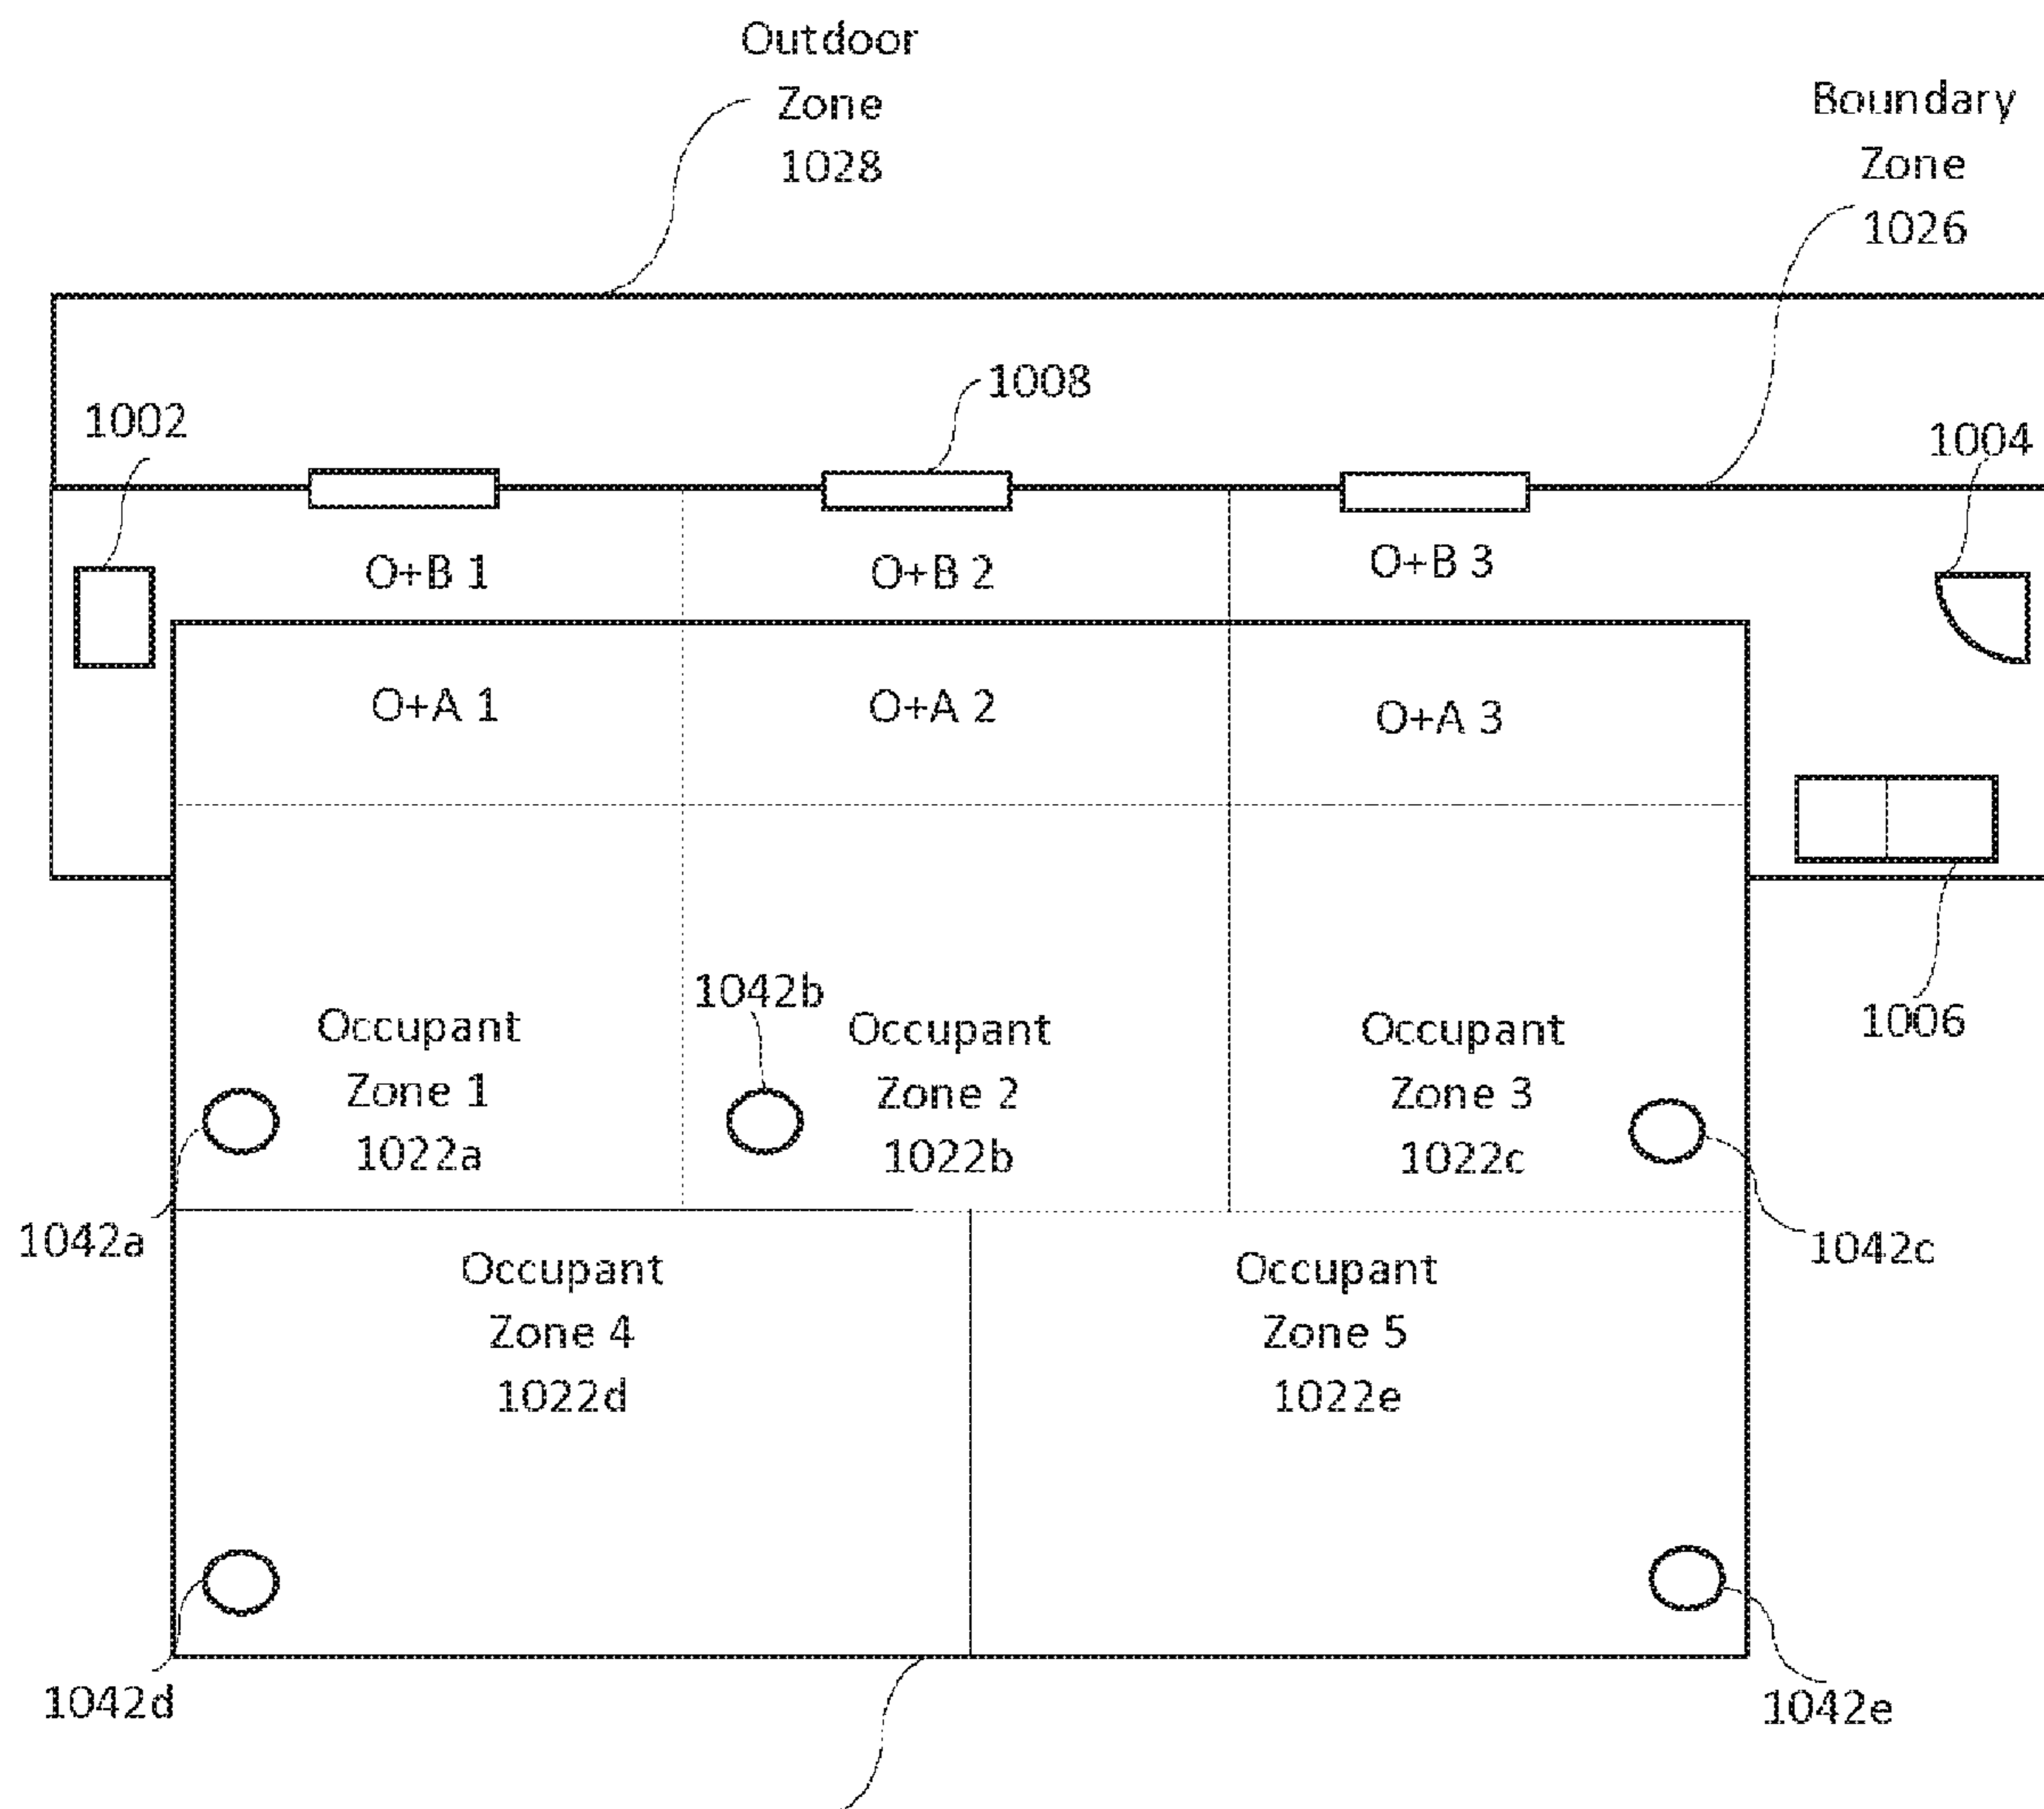 Outdoor
Zone
1028
Boundary
Zone
1026
1008
1002
1004
O+B 1
O+B 2
O+B 3
O+A 1
O+A 2
O+A 3
1006
1042b
Occupant
Zone 1
1022a
Occupant
Zone 2
1022b
Occupant
Zone 3
1022c
1042a
1042c
Occupant
Zone 4
1022d
Occupant
Zone 5
1022e
1042d
1042e